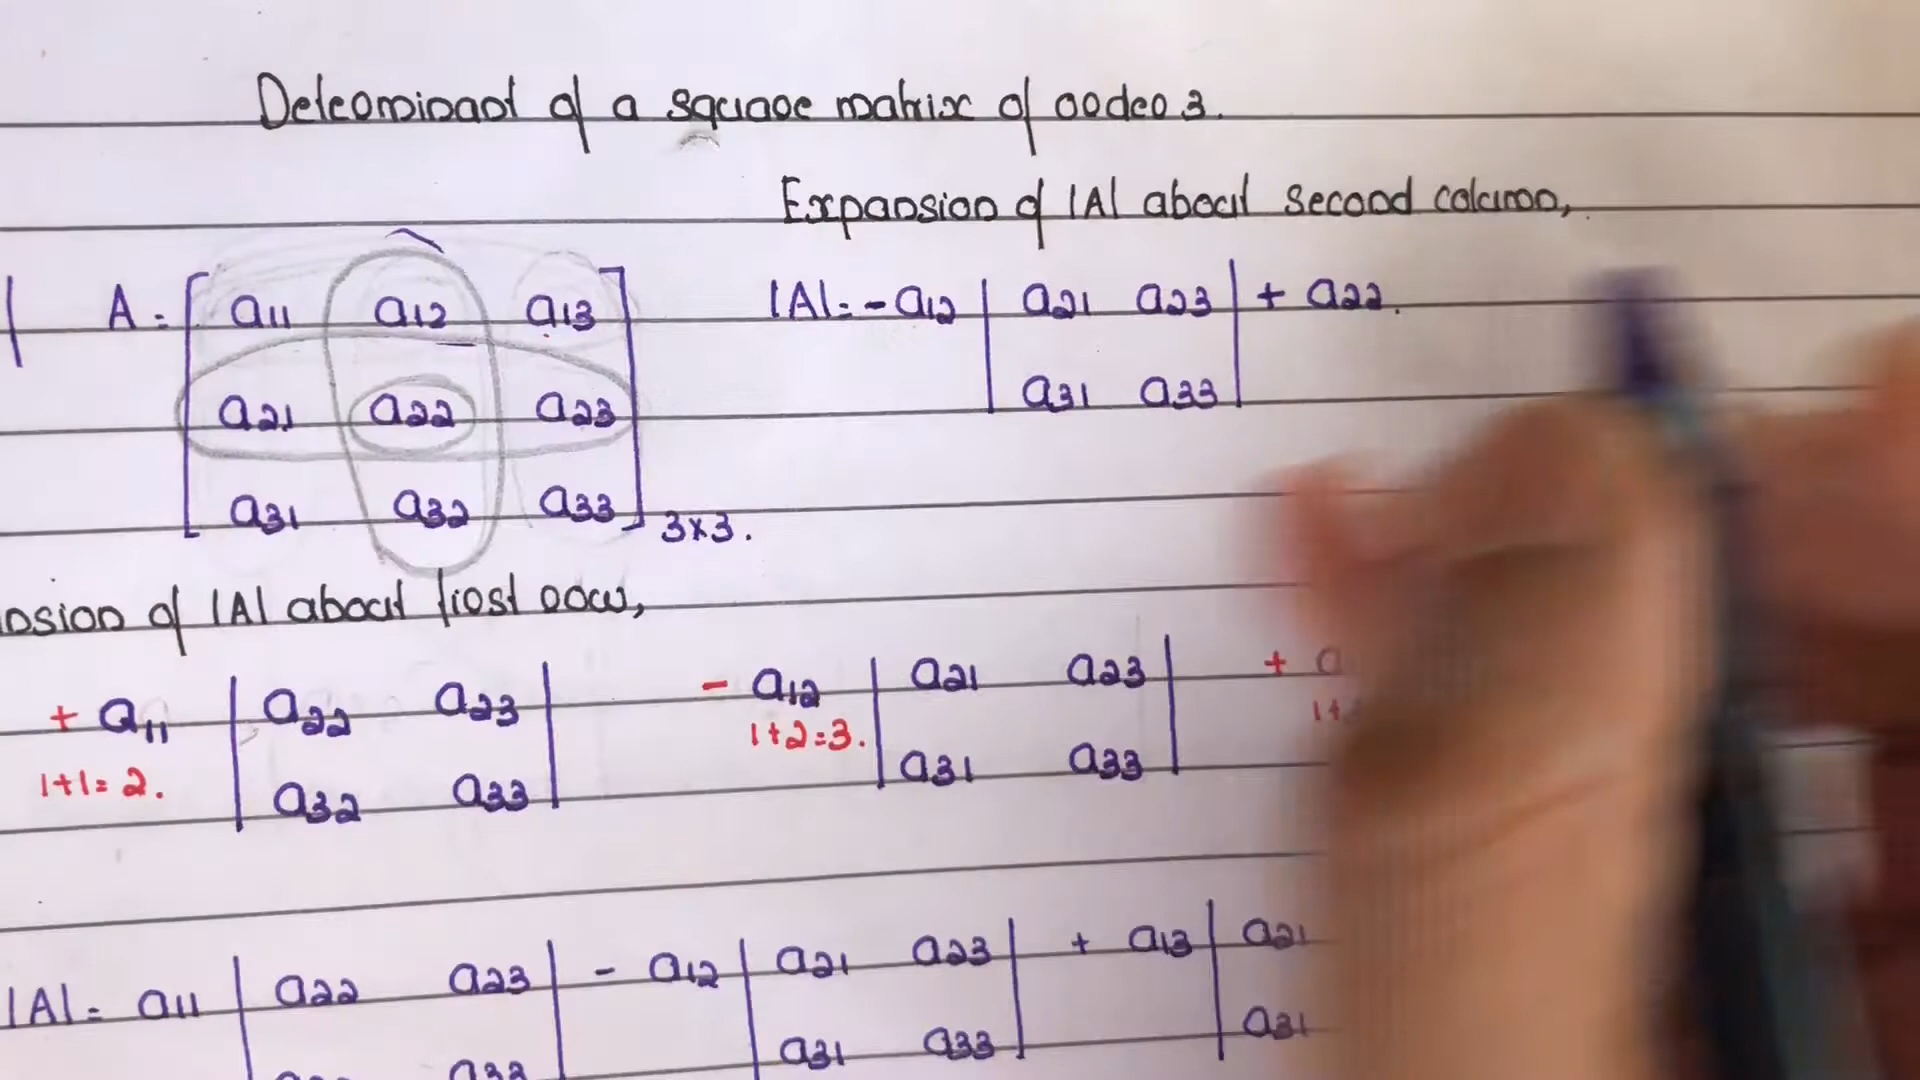 Determinant of a square matrix of order 3.
Expansion of |A| about second column,
A = [ a11 a12 a13
a21 a22 a23
a31 a32 a33 ] 3×3.
|A| = - a12 | a21 a23 | + a22.
a31 a33
of |A| about first row,
+ a11 | a22 a23 | - a12 | a21 a23 | +
1+1= 2. 1+2=3.
a32 a33 a31 a33
|A| = a11 | a22 a23 | - a12 | a21 a23 | + a13 | a21
a33 a31 a33 a31